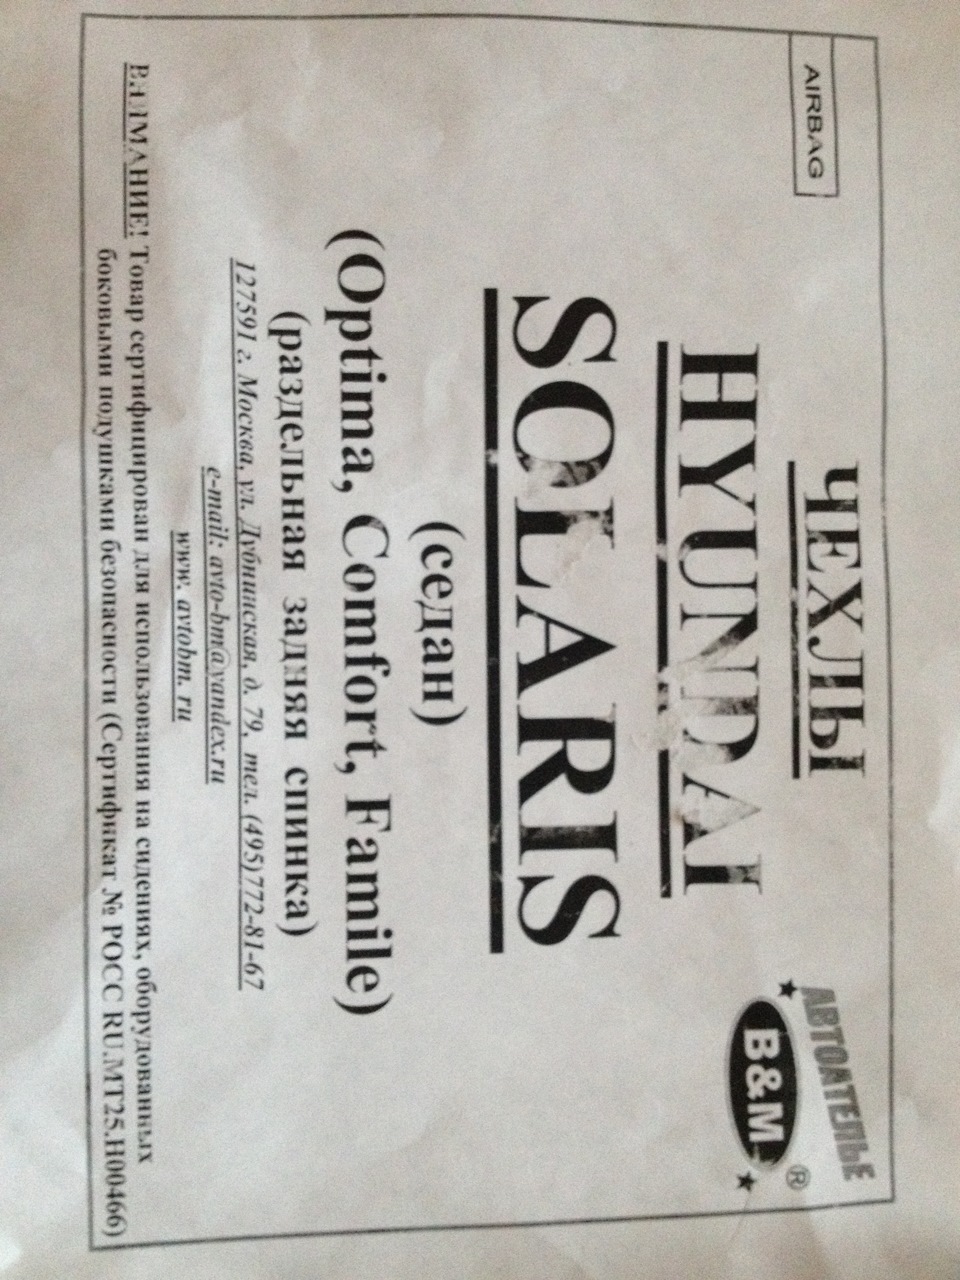 AIRBAG
ЧЕХЛЫ
АВТОАТЕЛЬЕ
B&M ®
HYUNDAI
SOLARIS
(седан)
(Optima, Comfort, Famile)
(раздельная задняя спинка)
127591 г. Москва, ул. Дубнинская, д. 79, тел. (495)772-81-67
e-mail: avto-bm@yandex.ru
www. avtobm. ru
ВНИМАНИЕ! Товар сертифицирован для использования на сидениях, оборудованных
боковыми подушками безопасности (Сертификат № РОСС RU.МТ25.Н00466)